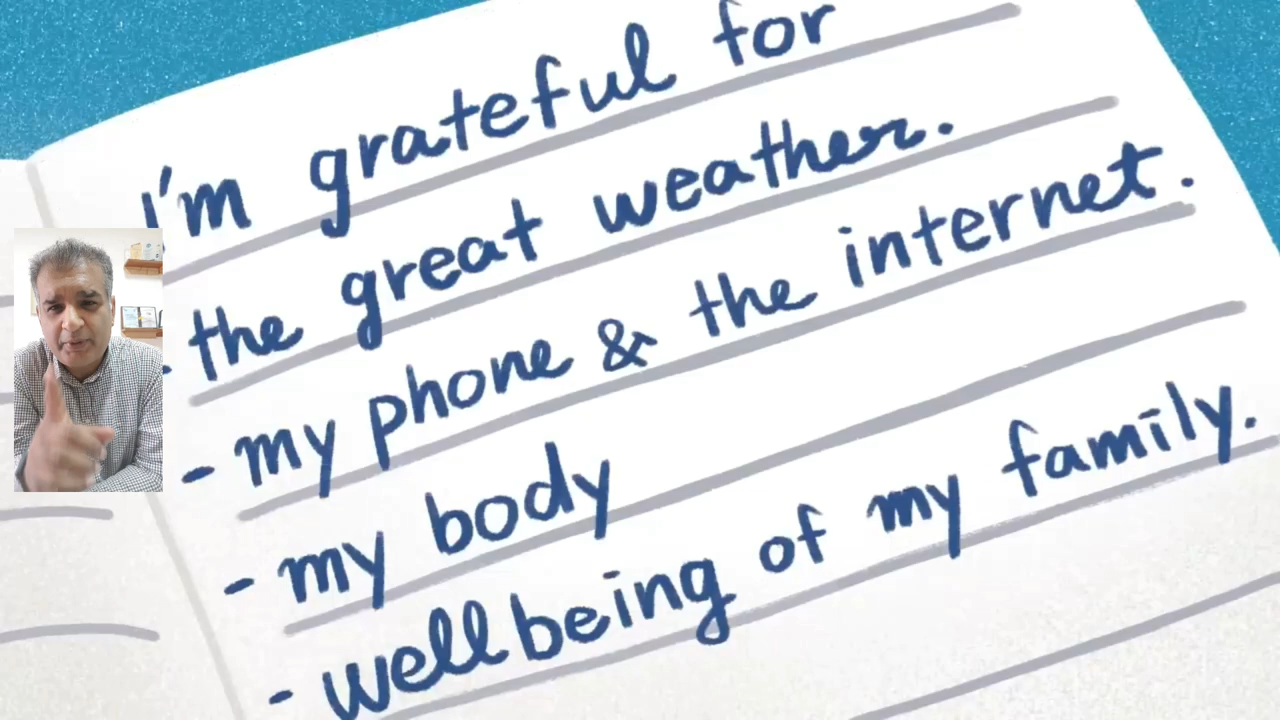 I'm grateful for
- the great weather.
- my phone & the internet.
- my body
- wellbeing of my family.